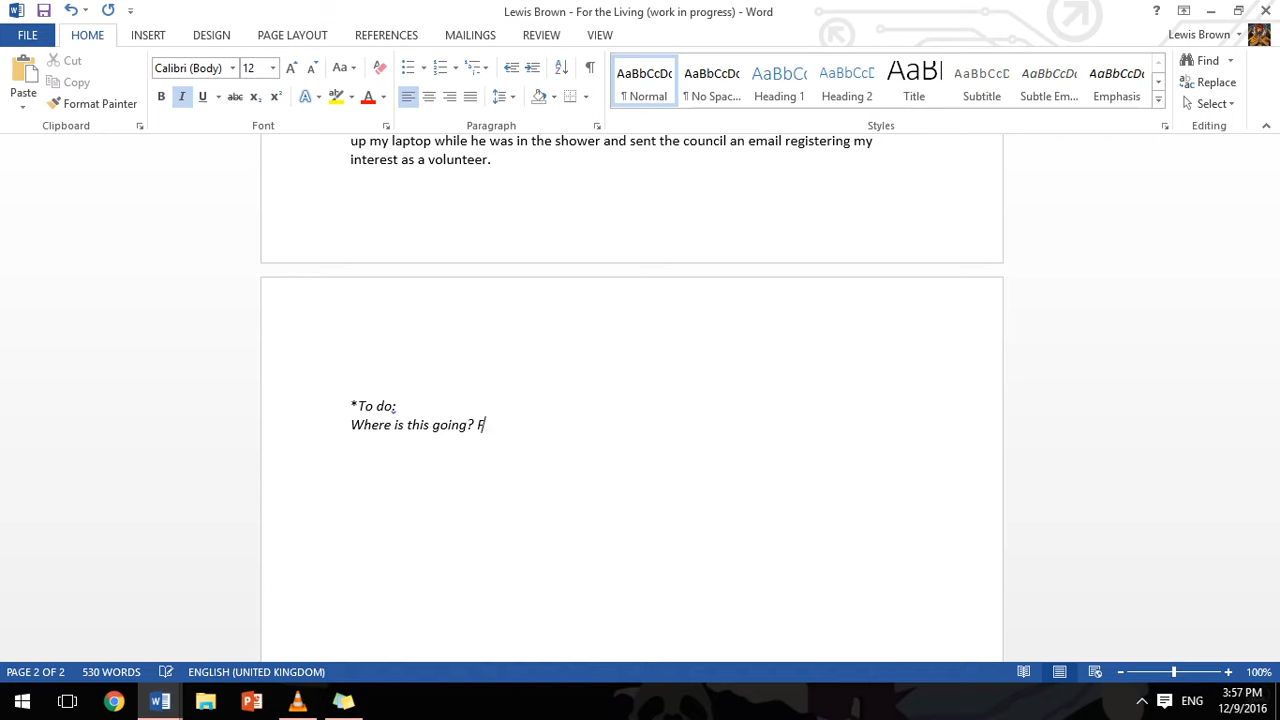 Lewis Brown - For the Living (work in progress) - Word
?
FILE HOME INSERT DESIGN PAGE LAYOUT REFERENCES MAILINGS REVIEW VIEW
Lewis Brown
Paste
Cut
Copy
Format Painter
Clipboard
Calibri (Body) 12
Font
Paragraph
AaBbCcDc AaBbCcDc AaBbCc AaBbCcD AaBl AaBbCcD AaBbCcDc AaBbCcDc
¶ Normal ¶ No Spac... Heading 1 Heading 2 Title Subtitle Subtle Em... Emphasis
Styles
Find
Replace
Select
Editing
up my laptop while he was in the shower and sent the council an email registering my
interest as a volunteer.
*To do:
Where is this going? F
PAGE 2 OF 2 530 WORDS ENGLISH (UNITED KINGDOM) 100%
ENG
3:57 PM
12/9/2016